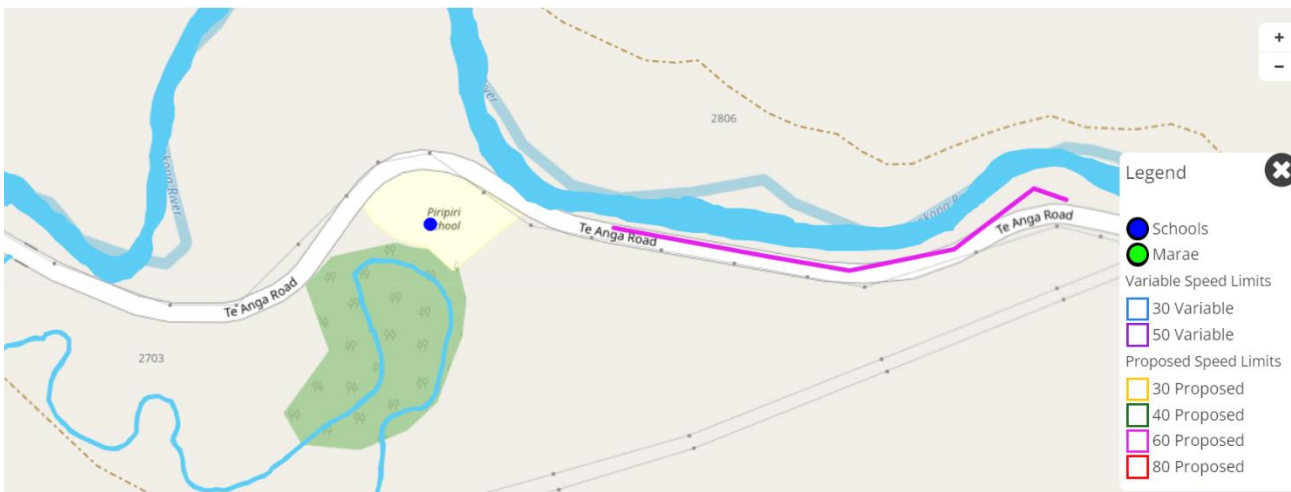 2806
+
−
Legend
Piripiri
Te Anga Road
Te Anga Road
River
Te Anga Road
2703
Schools
Marae
Variable Speed Limits
30 Variable
50 Variable
Proposed Speed Limits
30 Proposed
40 Proposed
60 Proposed
80 Proposed